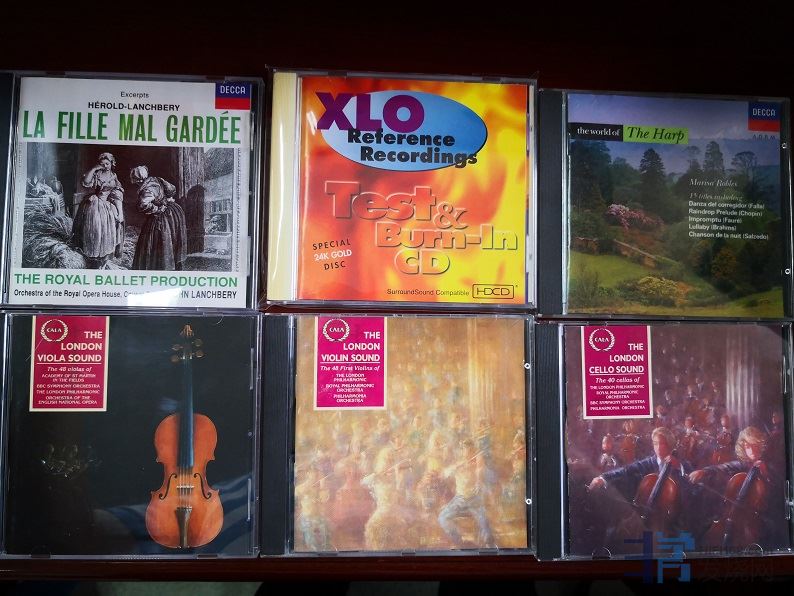 Excerpts
HÉROLD-LANCHBERY
DECCA
LA FILLE MAL GARDÉE
THE ROYAL BALLET PRODUCTION
Orchestra of the Royal Opera House,
LANCHBERY
XLO
Reference
Recordings
Test &
Burn-In
CD
SPECIAL
24K GOLD
DISC
SurroundSound Compatible
HDCD
DECCA
the world of The Harp
Marisa Robles
titles including
Danza del corregidor (Falla)
Raindrop Prelude (Chopin)
Impromptu (Fauré)
Lullaby (Brahms)
Chanson de la nuit (Salzedo)
CALA
THE
LONDON
VIOLA SOUND
The 48 violas of
ACADEMY OF ST MARTIN
IN THE FIELDS
BBC SYMPHONY ORCHESTRA
THE LONDON PHILHARMONIC
ORCHESTRA OF THE
ENGLISH NATIONAL OPERA
CALA
THE
LONDON
VIOLIN SOUND
The 48 First Violins of
THE LONDON
PHILHARMONIC
ROYAL PHILHARMONIC
ORCHESTRA
PHILHARMONIA
ORCHESTRA
CALA
THE
LONDON
CELLO SOUND
The 40 cellos of
THE LONDON PHILHARMONIC
ROYAL PHILHARMONIC
ORCHESTRA
BBC SYMPHONY ORCHESTRA
PHILHARMONIA ORCHESTRA
发烧网